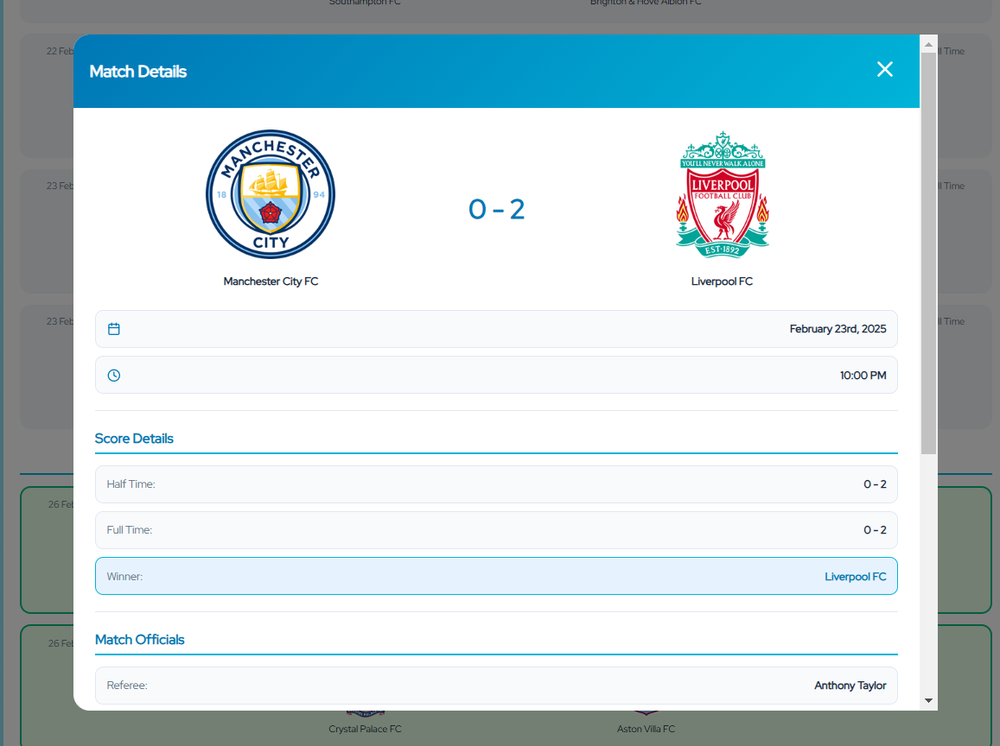 Southampton FC
Brighton & Hove Albion FC
22 Feb
ll Time
Match Details
MANCHESTER
18 94
CITY
YOU'LL NEVER WALK ALONE
LIVERPOOL
FOOTBALL CLUB
EST·1892
0 - 2
Manchester City FC
Liverpool FC
23 Feb
ll Time
February 23rd, 2025
10:00 PM
23 Feb
ll Time
Score Details
Half Time:
0 - 2
Full Time:
0 - 2
26 Feb
Winner:
Liverpool FC
Match Officials
26 Feb
Referee:
Anthony Taylor
Crystal Palace FC
Aston Villa FC